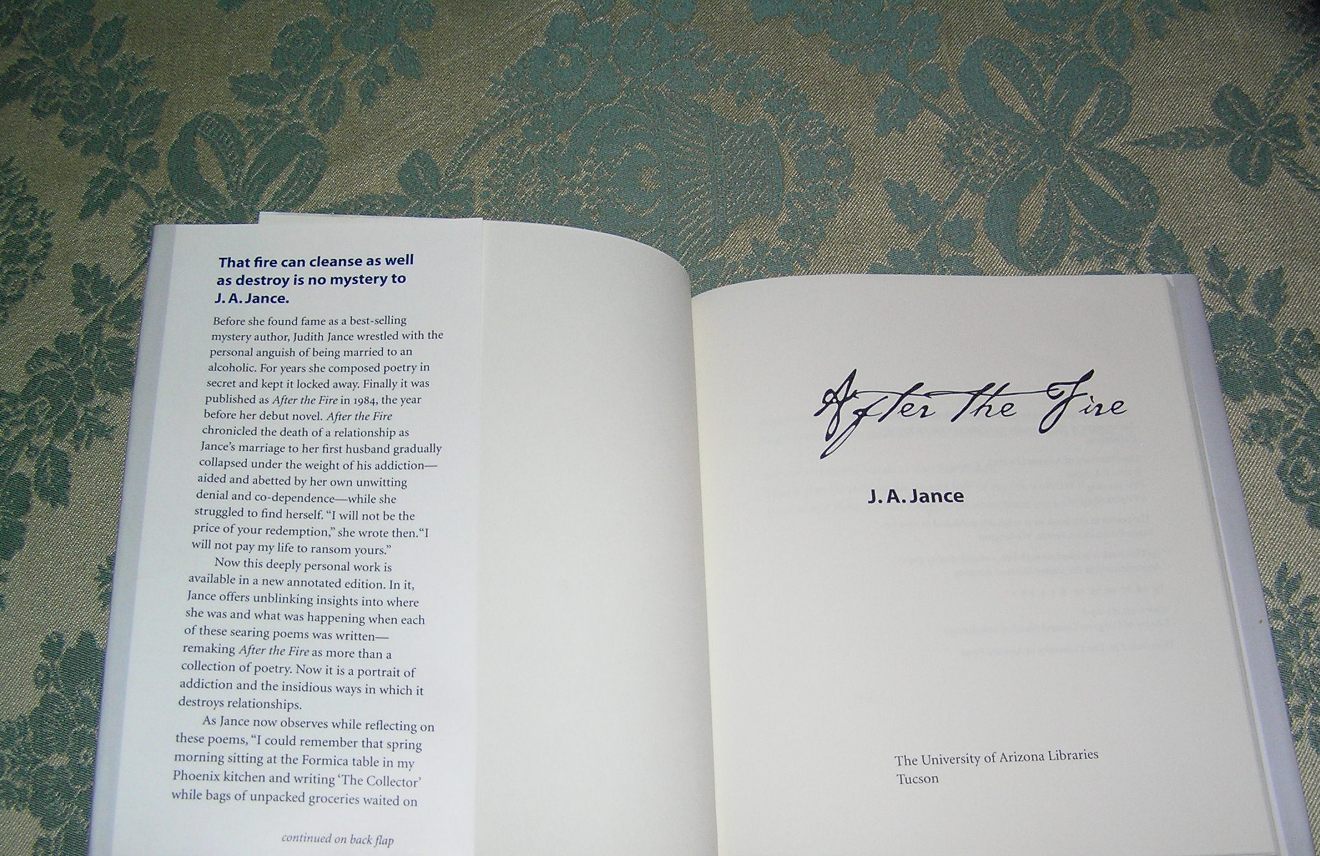 That fire can cleanse as well
as destroy is no mystery to
J. A. Jance.
Before she found fame as a best-selling
mystery author, Judith Jance wrestled with the
personal anguish of being married to an
alcoholic. For years she composed poetry in
secret and kept it locked away. Finally it was
published as After the Fire in 1984, the year
before her debut novel. After the Fire
chronicled the death of a relationship as
Jance's marriage to her first husband gradually
collapsed under the weight of his addiction—
aided and abetted by her own unwitting
denial and co-dependence—while she
struggled to find herself. “I will not be the
price of your redemption,” she wrote then. “I
will not pay my life to ransom yours.”
Now this deeply personal work is
available in a new annotated edition. In it,
Jance offers unblinking insights into where
she was and what was happening when each
of these searing poems was written—
remaking After the Fire as more than a
collection of poetry. Now it is a portrait of
addiction and the insidious ways in which it
destroys relationships.
As Jance now observes while reflecting on
these poems, “I could remember that spring
morning sitting at the Formica table in my
Phoenix kitchen and writing ‘The Collector’
while bags of unpacked groceries waited on
continued on back flap
After the Fire
J. A. Jance
The University of Arizona Libraries
Tucson